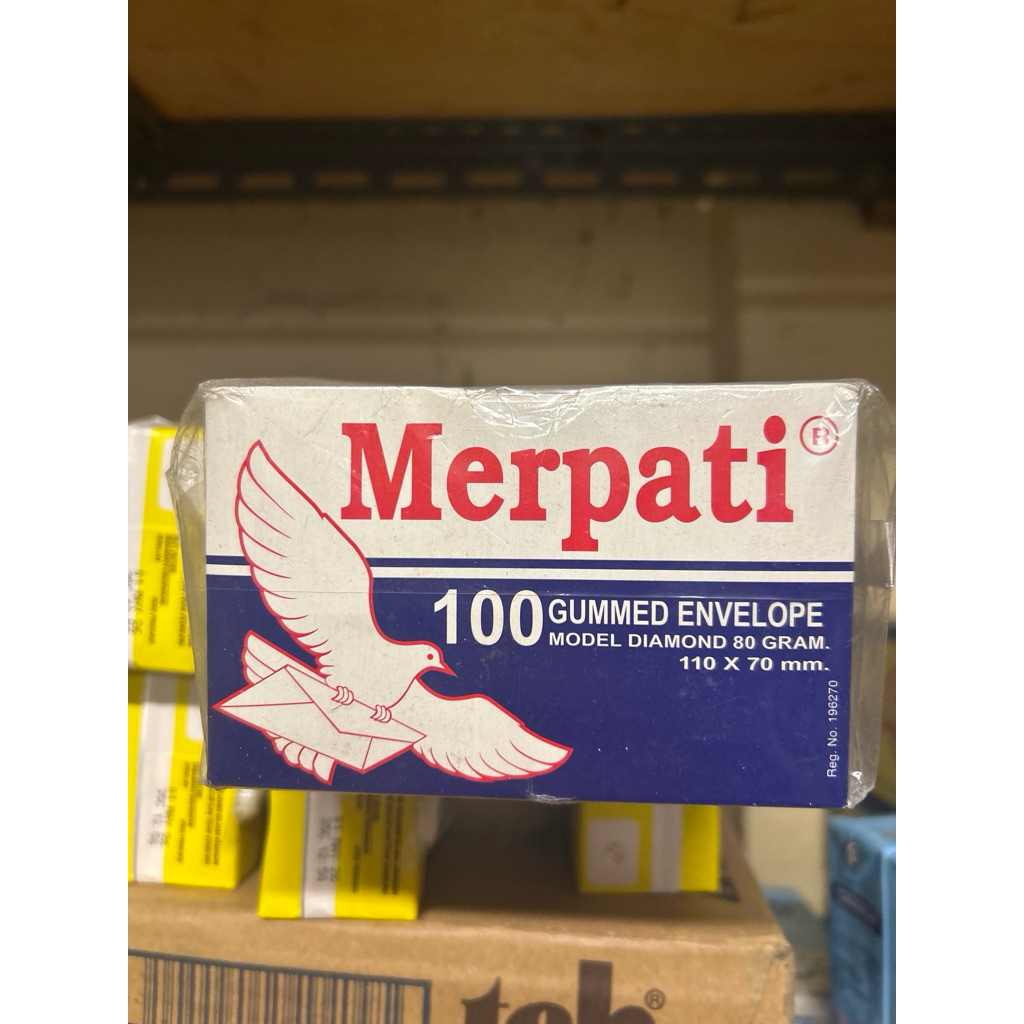 Merpati®
100 GUMMED ENVELOPE
MODEL DIAMOND 80 GRAM.
110 X 70 mm.
Reg. No. 196270